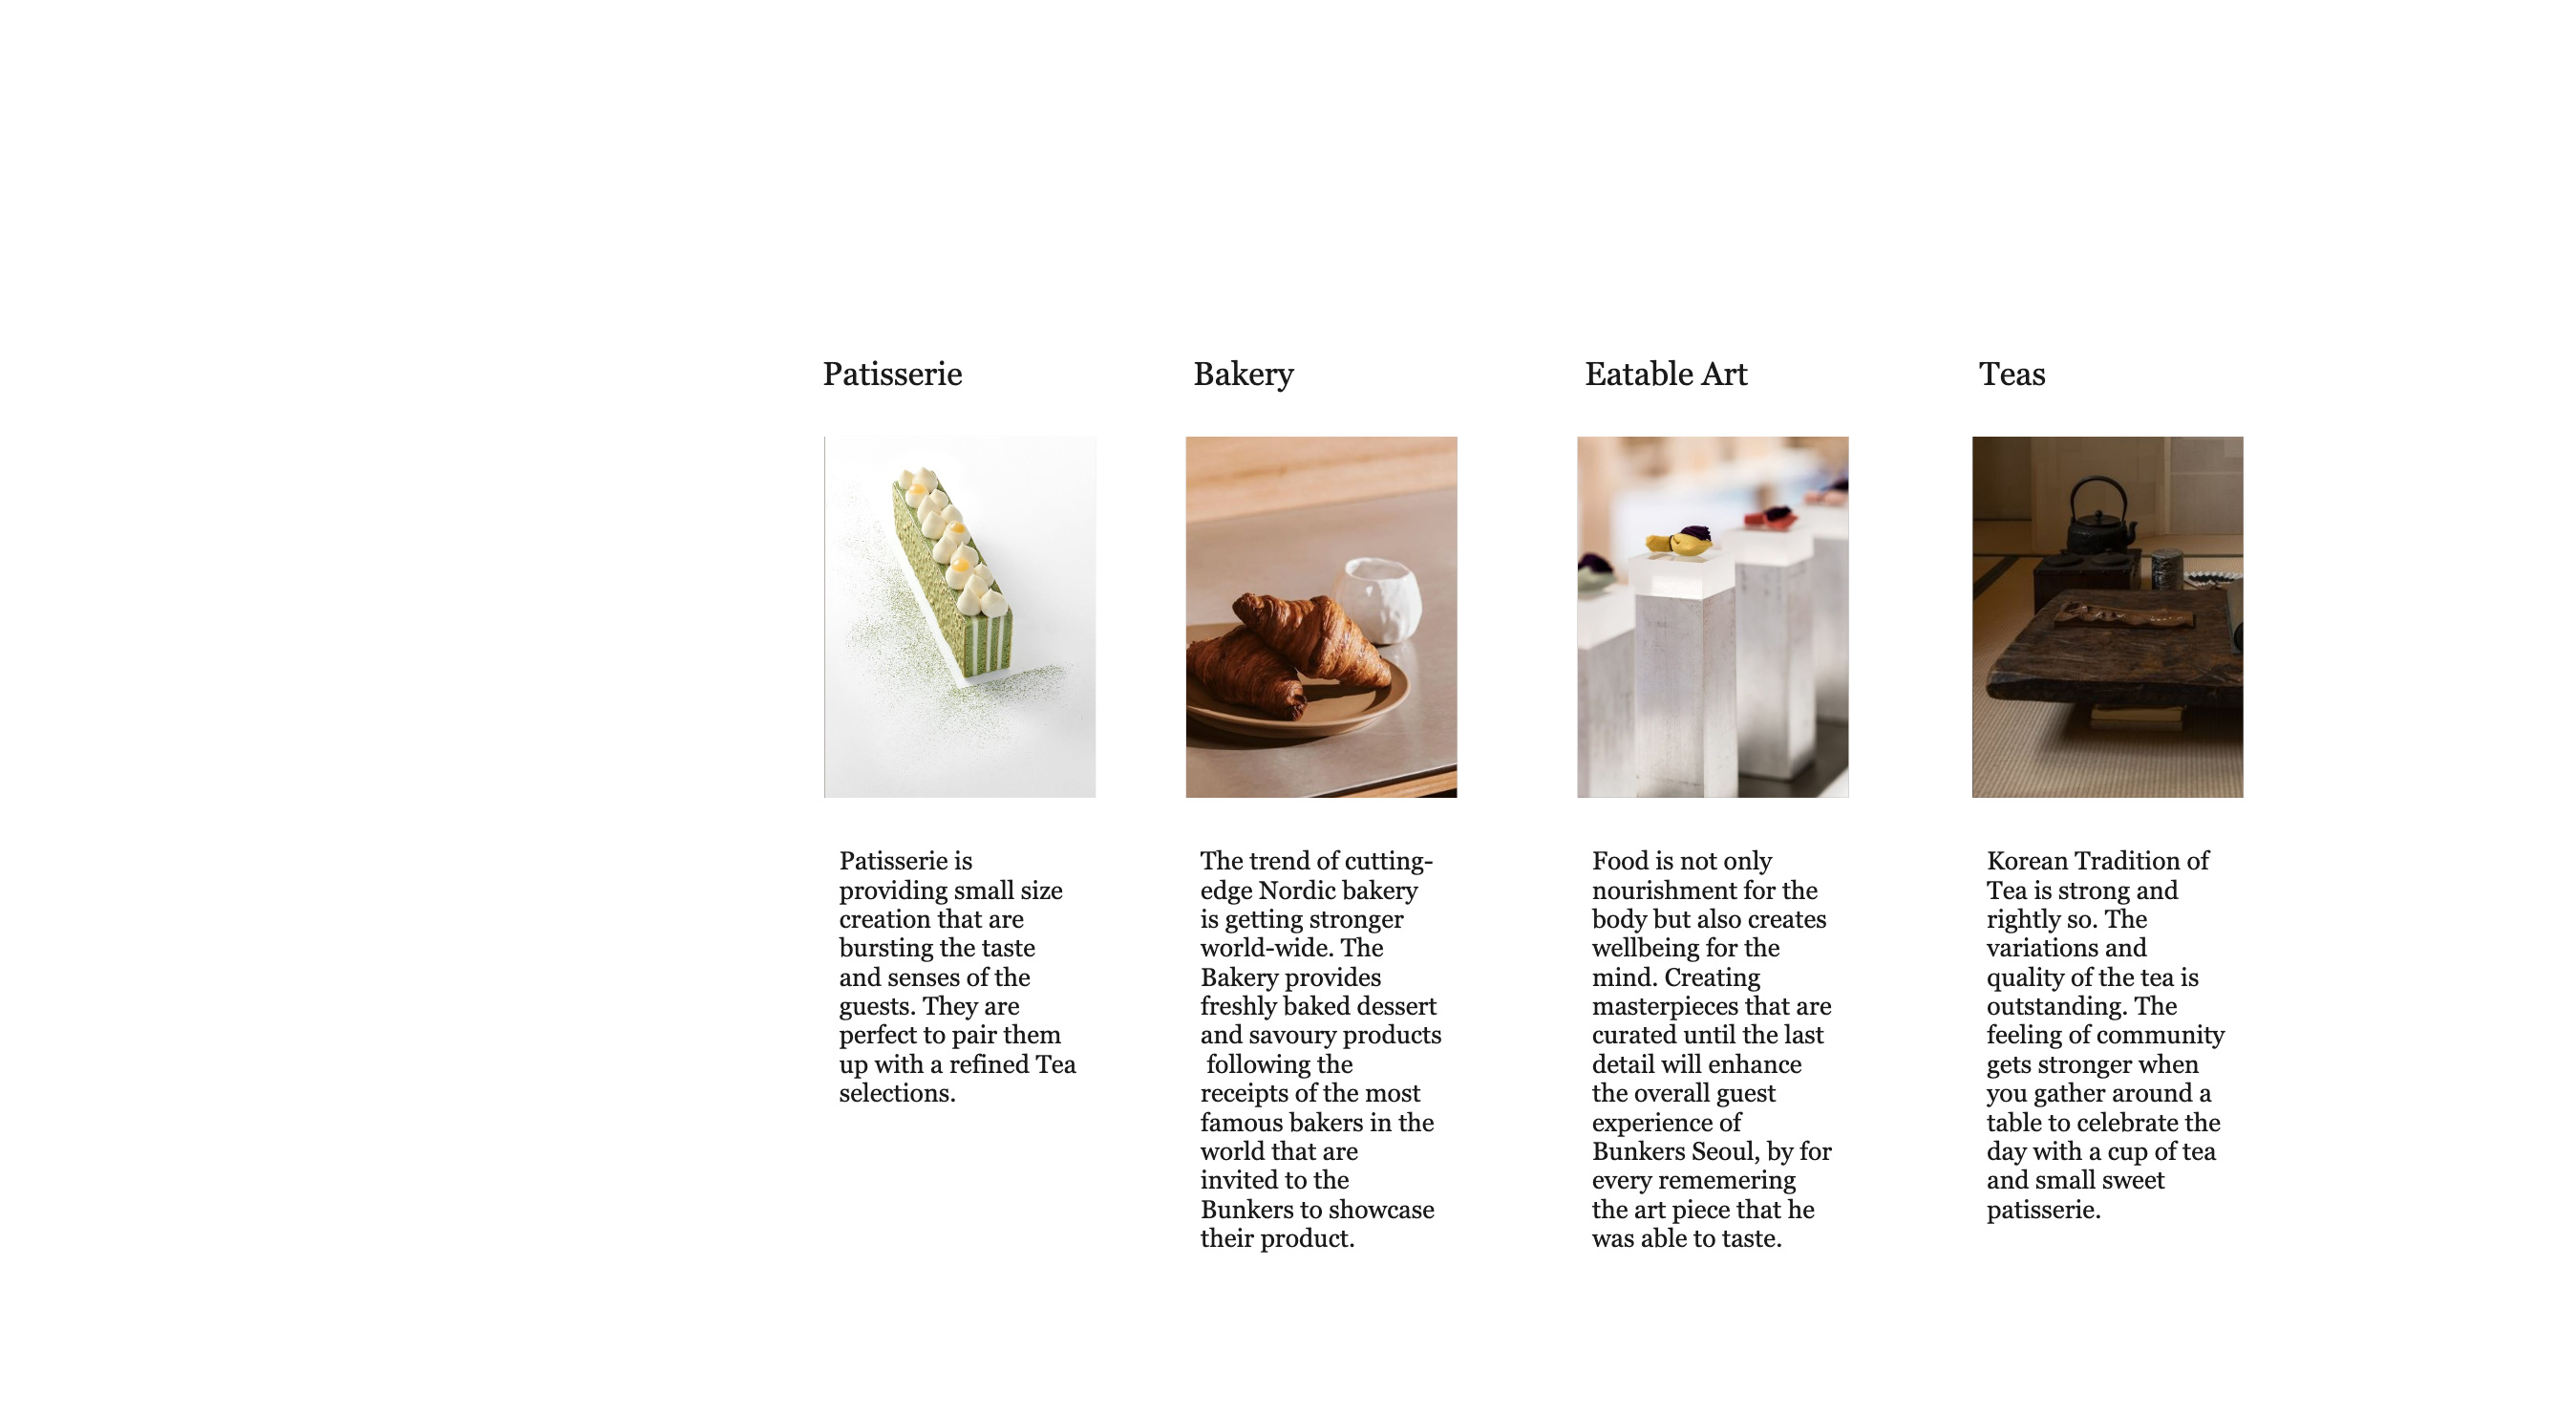 Patisserie
Patisserie is
providing small size
creation that are
bursting the taste
and senses of the
guests. They are
perfect to pair them
up with a refined Tea
selections.
Bakery
The trend of cutting-
edge Nordic bakery
is getting stronger
world-wide. The
Bakery provides
freshly baked dessert
and savoury products
following the
receipts of the most
famous bakers in the
world that are
invited to the
Bunkers to showcase
their product.
Eatable Art
Food is not only
nourishment for the
body but also creates
wellbeing for the
mind. Creating
masterpieces that are
curated until the last
detail will enhance
the overall guest
experience of
Bunkers Seoul, by for
every rememering
the art piece that he
was able to taste.
Teas
Korean Tradition of
Tea is strong and
rightly so. The
variations and
quality of the tea is
outstanding. The
feeling of community
gets stronger when
you gather around a
table to celebrate the
day with a cup of tea
and small sweet
patisserie.